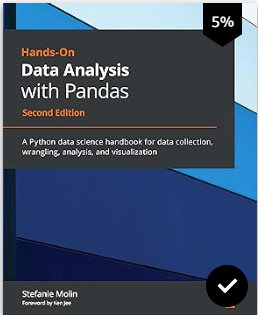 5%
Hands-On
Data Analysis
with Pandas
Second Edition
A Python data science handbook for data collection,
wrangling, analysis, and visualization
Stefanie Molin
Foreword by Ken Jee